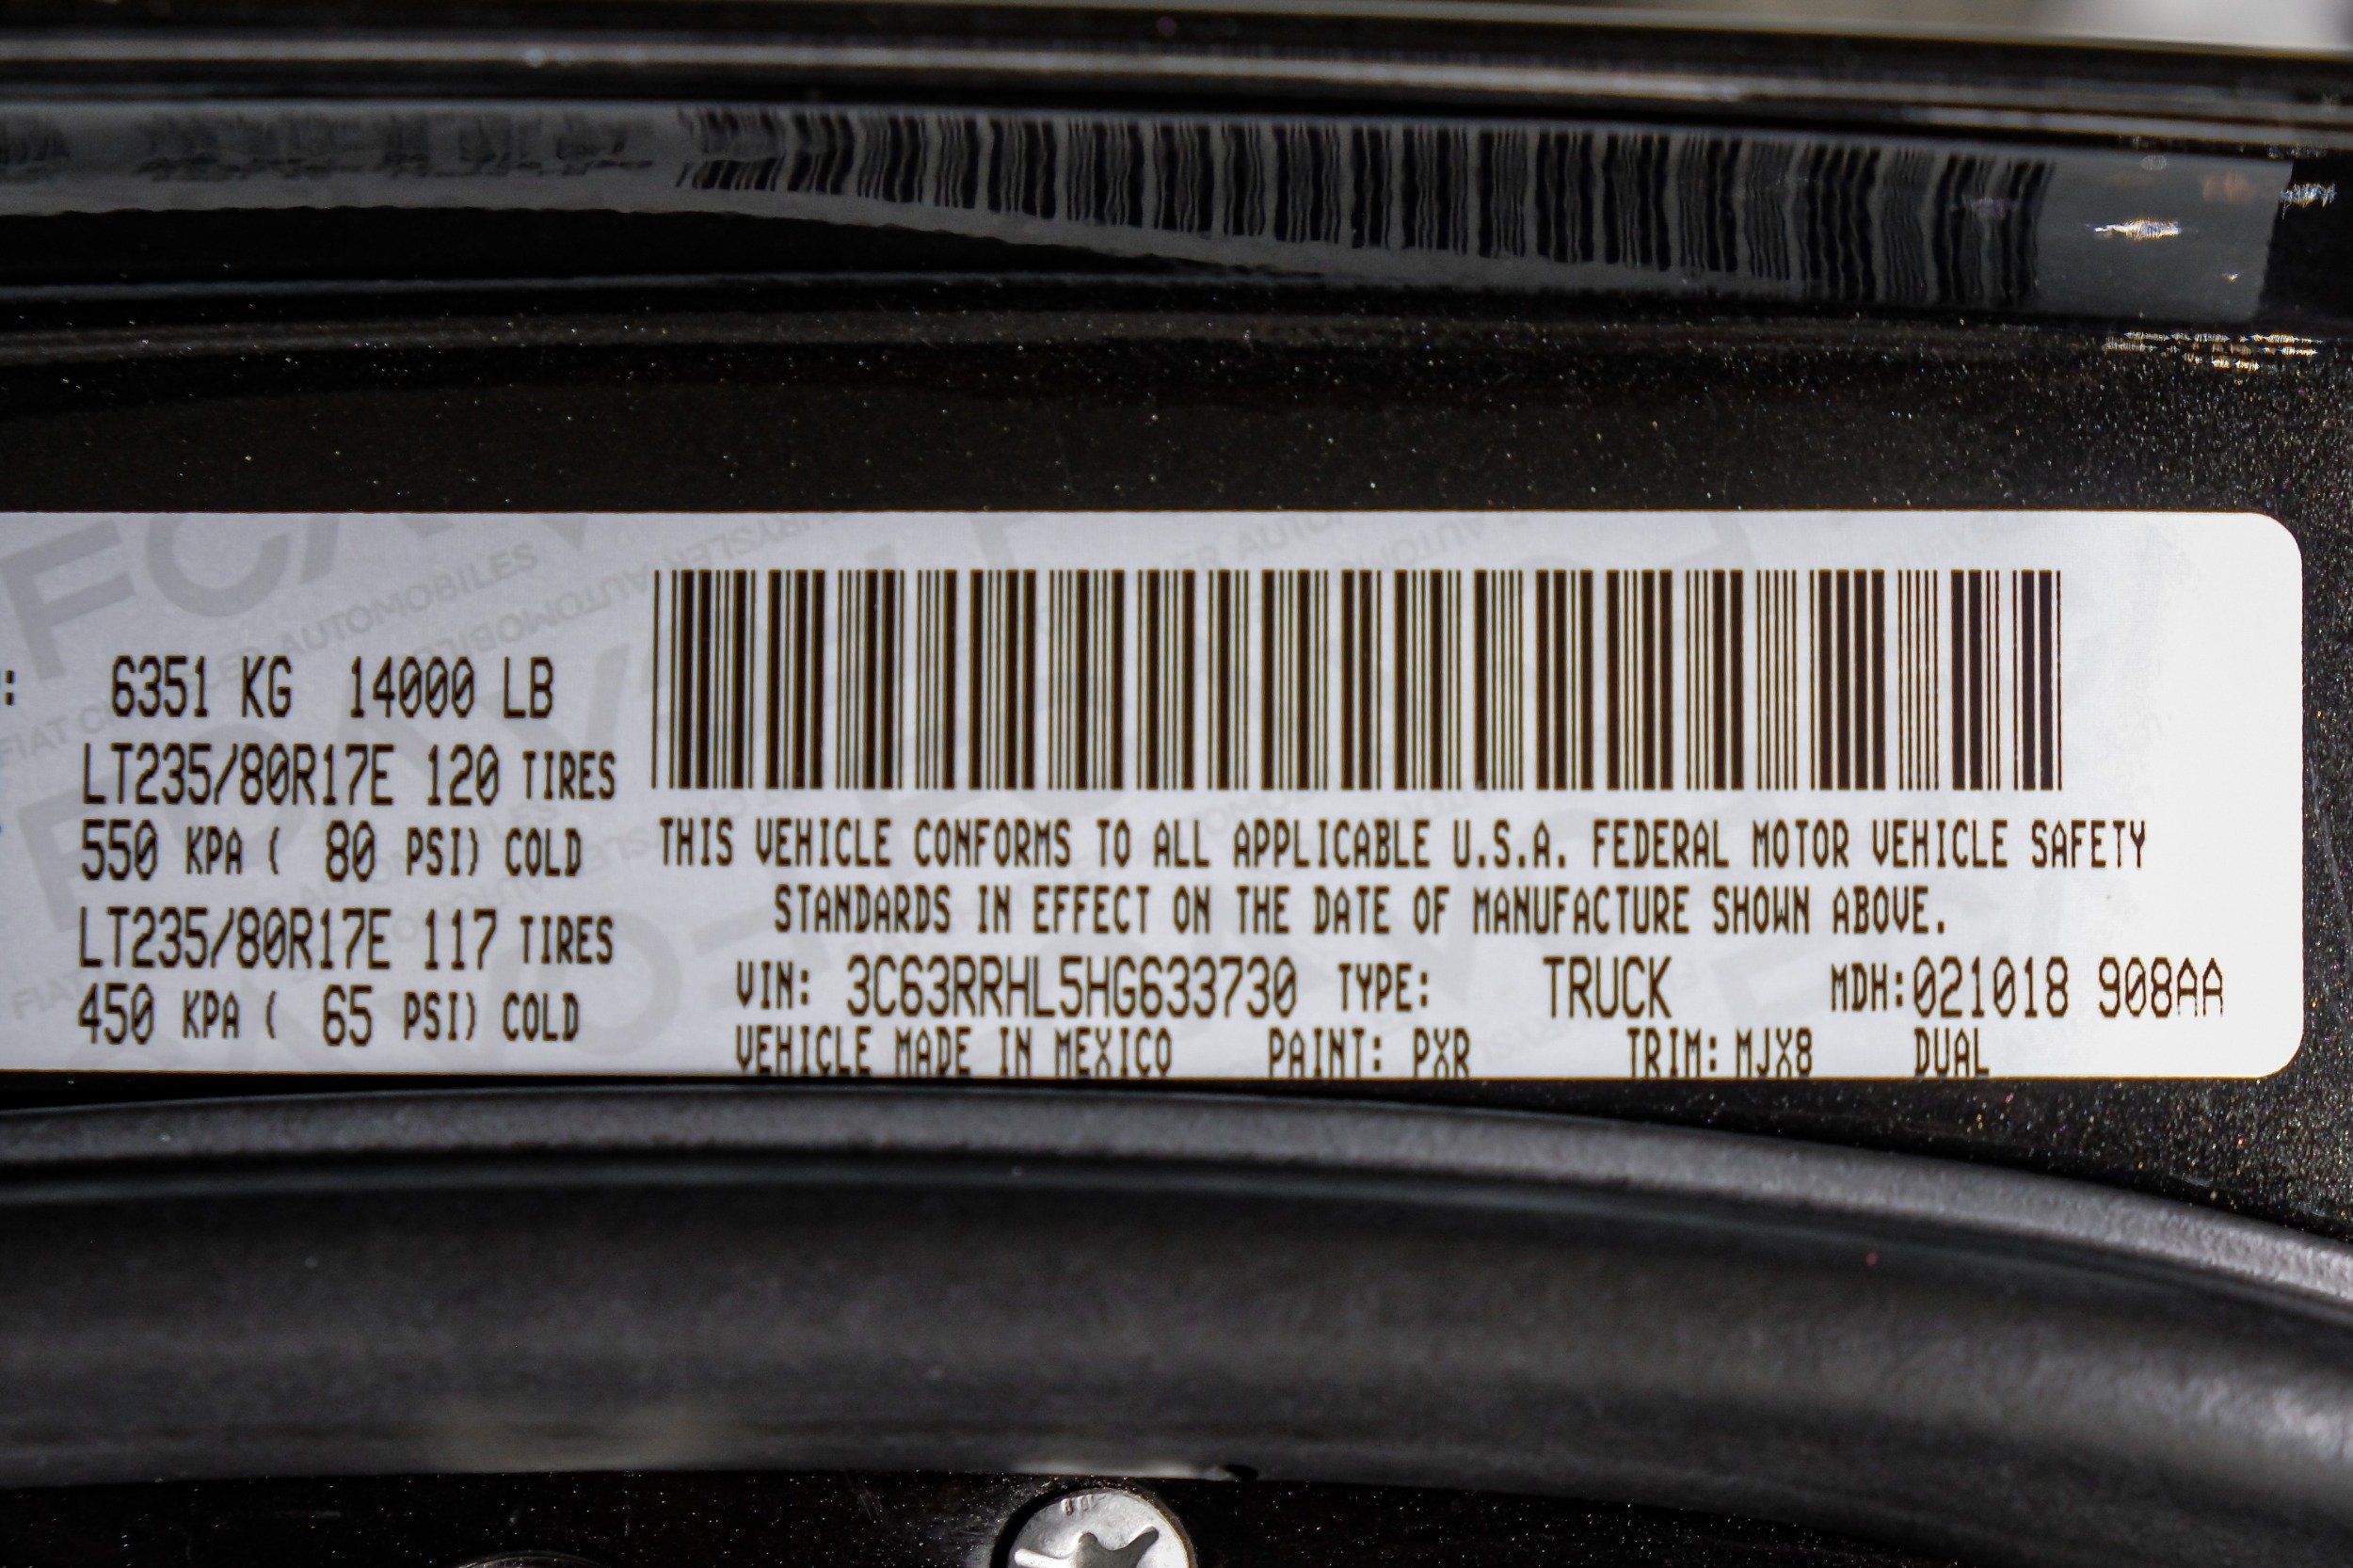 : 6351 KG 14000 LB
LT235/80R17E 120 TIRES
550 KPA ( 80 PSI) COLD
LT235/80R17E 117 TIRES
450 KPA ( 65 PSI) COLD
THIS VEHICLE CONFORMS TO ALL APPLICABLE U.S.A. FEDERAL MOTOR VEHICLE SAFETY
STANDARDS IN EFFECT ON THE DATE OF MANUFACTURE SHOWN ABOVE.
VIN: 3C63RRHL5HG633730 TYPE: TRUCK MDH:021018 908AA
VEHICLE MADE IN MEXICO PAINT: PXR TRIM: MJX8 DUAL